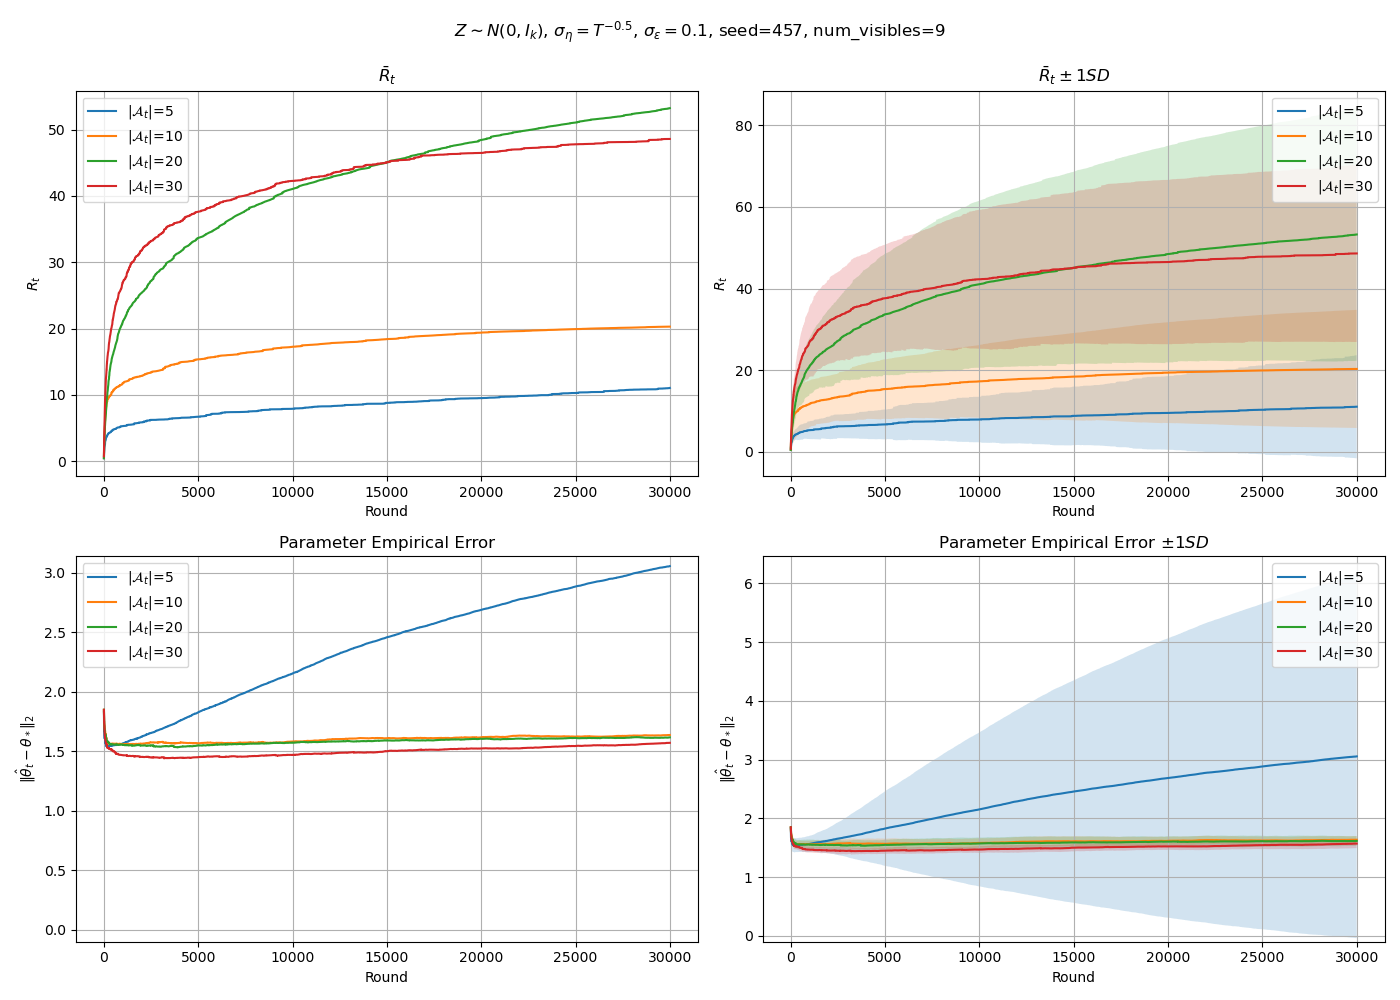 Z ~ N(0, I_k), σ_η = T^{−0.5}, σ_ε = 0.1, seed=457, num_visibles=9
R̄_t
|𝒜_t|=5
|𝒜_t|=10
|𝒜_t|=20
|𝒜_t|=30
R_t
50
40
30
20
10
0
0 5000 10000 15000 20000 25000 30000
Round
R̄_t ± 1SD
|𝒜_t|=5
|𝒜_t|=10
|𝒜_t|=20
|𝒜_t|=30
R_t
80
60
40
20
0
0 5000 10000 15000 20000 25000 30000
Round
Parameter Empirical Error
|𝒜_t|=5
|𝒜_t|=10
|𝒜_t|=20
|𝒜_t|=30
‖θ̂_t − θ_*‖_2
3.0
2.5
2.0
1.5
1.0
0.5
0.0
0 5000 10000 15000 20000 25000 30000
Round
Parameter Empirical Error ±1SD
|𝒜_t|=5
|𝒜_t|=10
|𝒜_t|=20
|𝒜_t|=30
‖θ̂_t − θ_*‖_2
6
5
4
3
2
1
0
0 5000 10000 15000 20000 25000 30000
Round